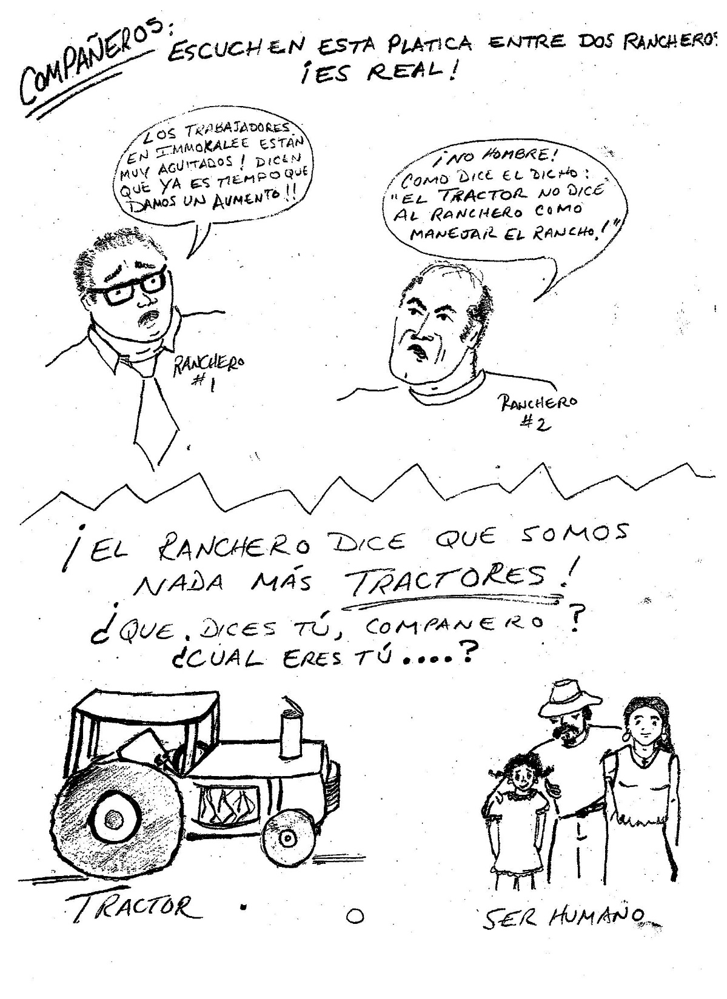 COMPAÑEROS:
ESCUCHEN ESTA PLATICA ENTRE DOS RANCHEROS
¡ES REAL!
LOS TRABAJADORES
EN IMMOKALEE ESTÁN
MUY AGUITADOS! DICEN
QUE YA ES TIEMPO QUE
DAMOS UN AUMENTO!!
¡NO HOMBRE!
COMO DICE EL DICHO:
"EL TRACTOR NO DICE
AL RANCHERO COMO
MANEJAR EL RANCHO!"
RANCHERO
#1
RANCHERO
#2
¡EL RANCHERO DICE QUE SOMOS
NADA MÁS TRACTORES!
¿QUE DICES TÚ, COMPANERO?
¿CUAL ERES TÚ....?
TRACTOR
O
SER HUMANO